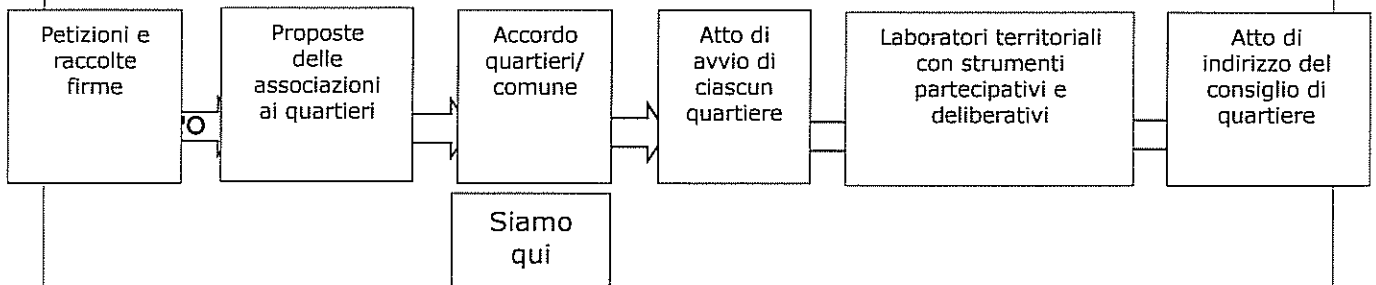 Petizioni e
raccolte
firme
'O
Proposte
delle
associazioni
ai quartieri
Accordo
quartieri/
comune
Atto di
avvio di
ciascun
quartiere
Laboratori territoriali
con strumenti
partecipativi e
deliberativi
Atto di
indirizzo del
consiglio di
quartiere
Siamo
qui